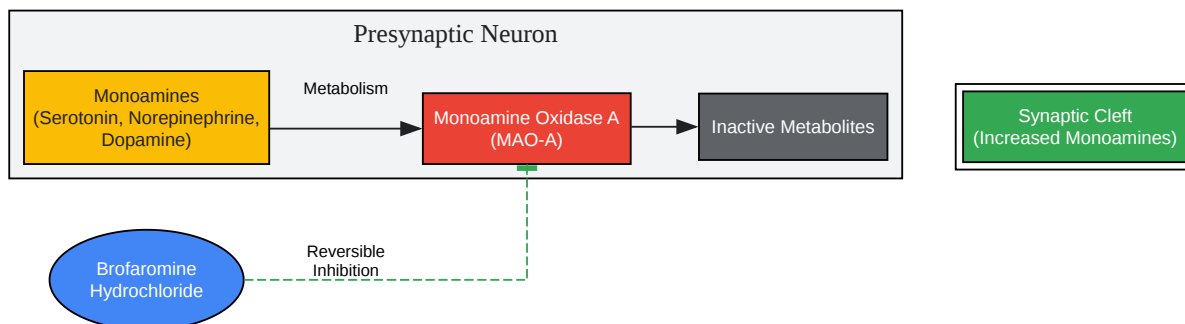 Presynaptic Neuron
Monoamines
(Serotonin, Norepinephrine,
Dopamine)
Metabolism
Monoamine Oxidase A
(MAO-A)
Inactive Metabolites
Synaptic Cleft
(Increased Monoamines)
Reversible
Inhibition
Brofaromine
Hydrochloride